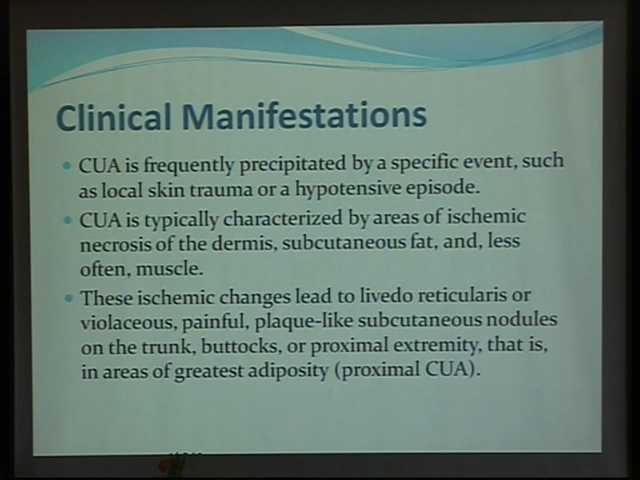 Clinical Manifestations
• CUA is frequently precipitated by a specific event, such
as local skin trauma or a hypotensive episode.
• CUA is typically characterized by areas of ischemic
necrosis of the dermis, subcutaneous fat, and, less
often, muscle.
• These ischemic changes lead to livedo reticularis or
violaceous, painful, plaque-like subcutaneous nodules
on the trunk, buttocks, or proximal extremity, that is,
in areas of greatest adiposity (proximal CUA).